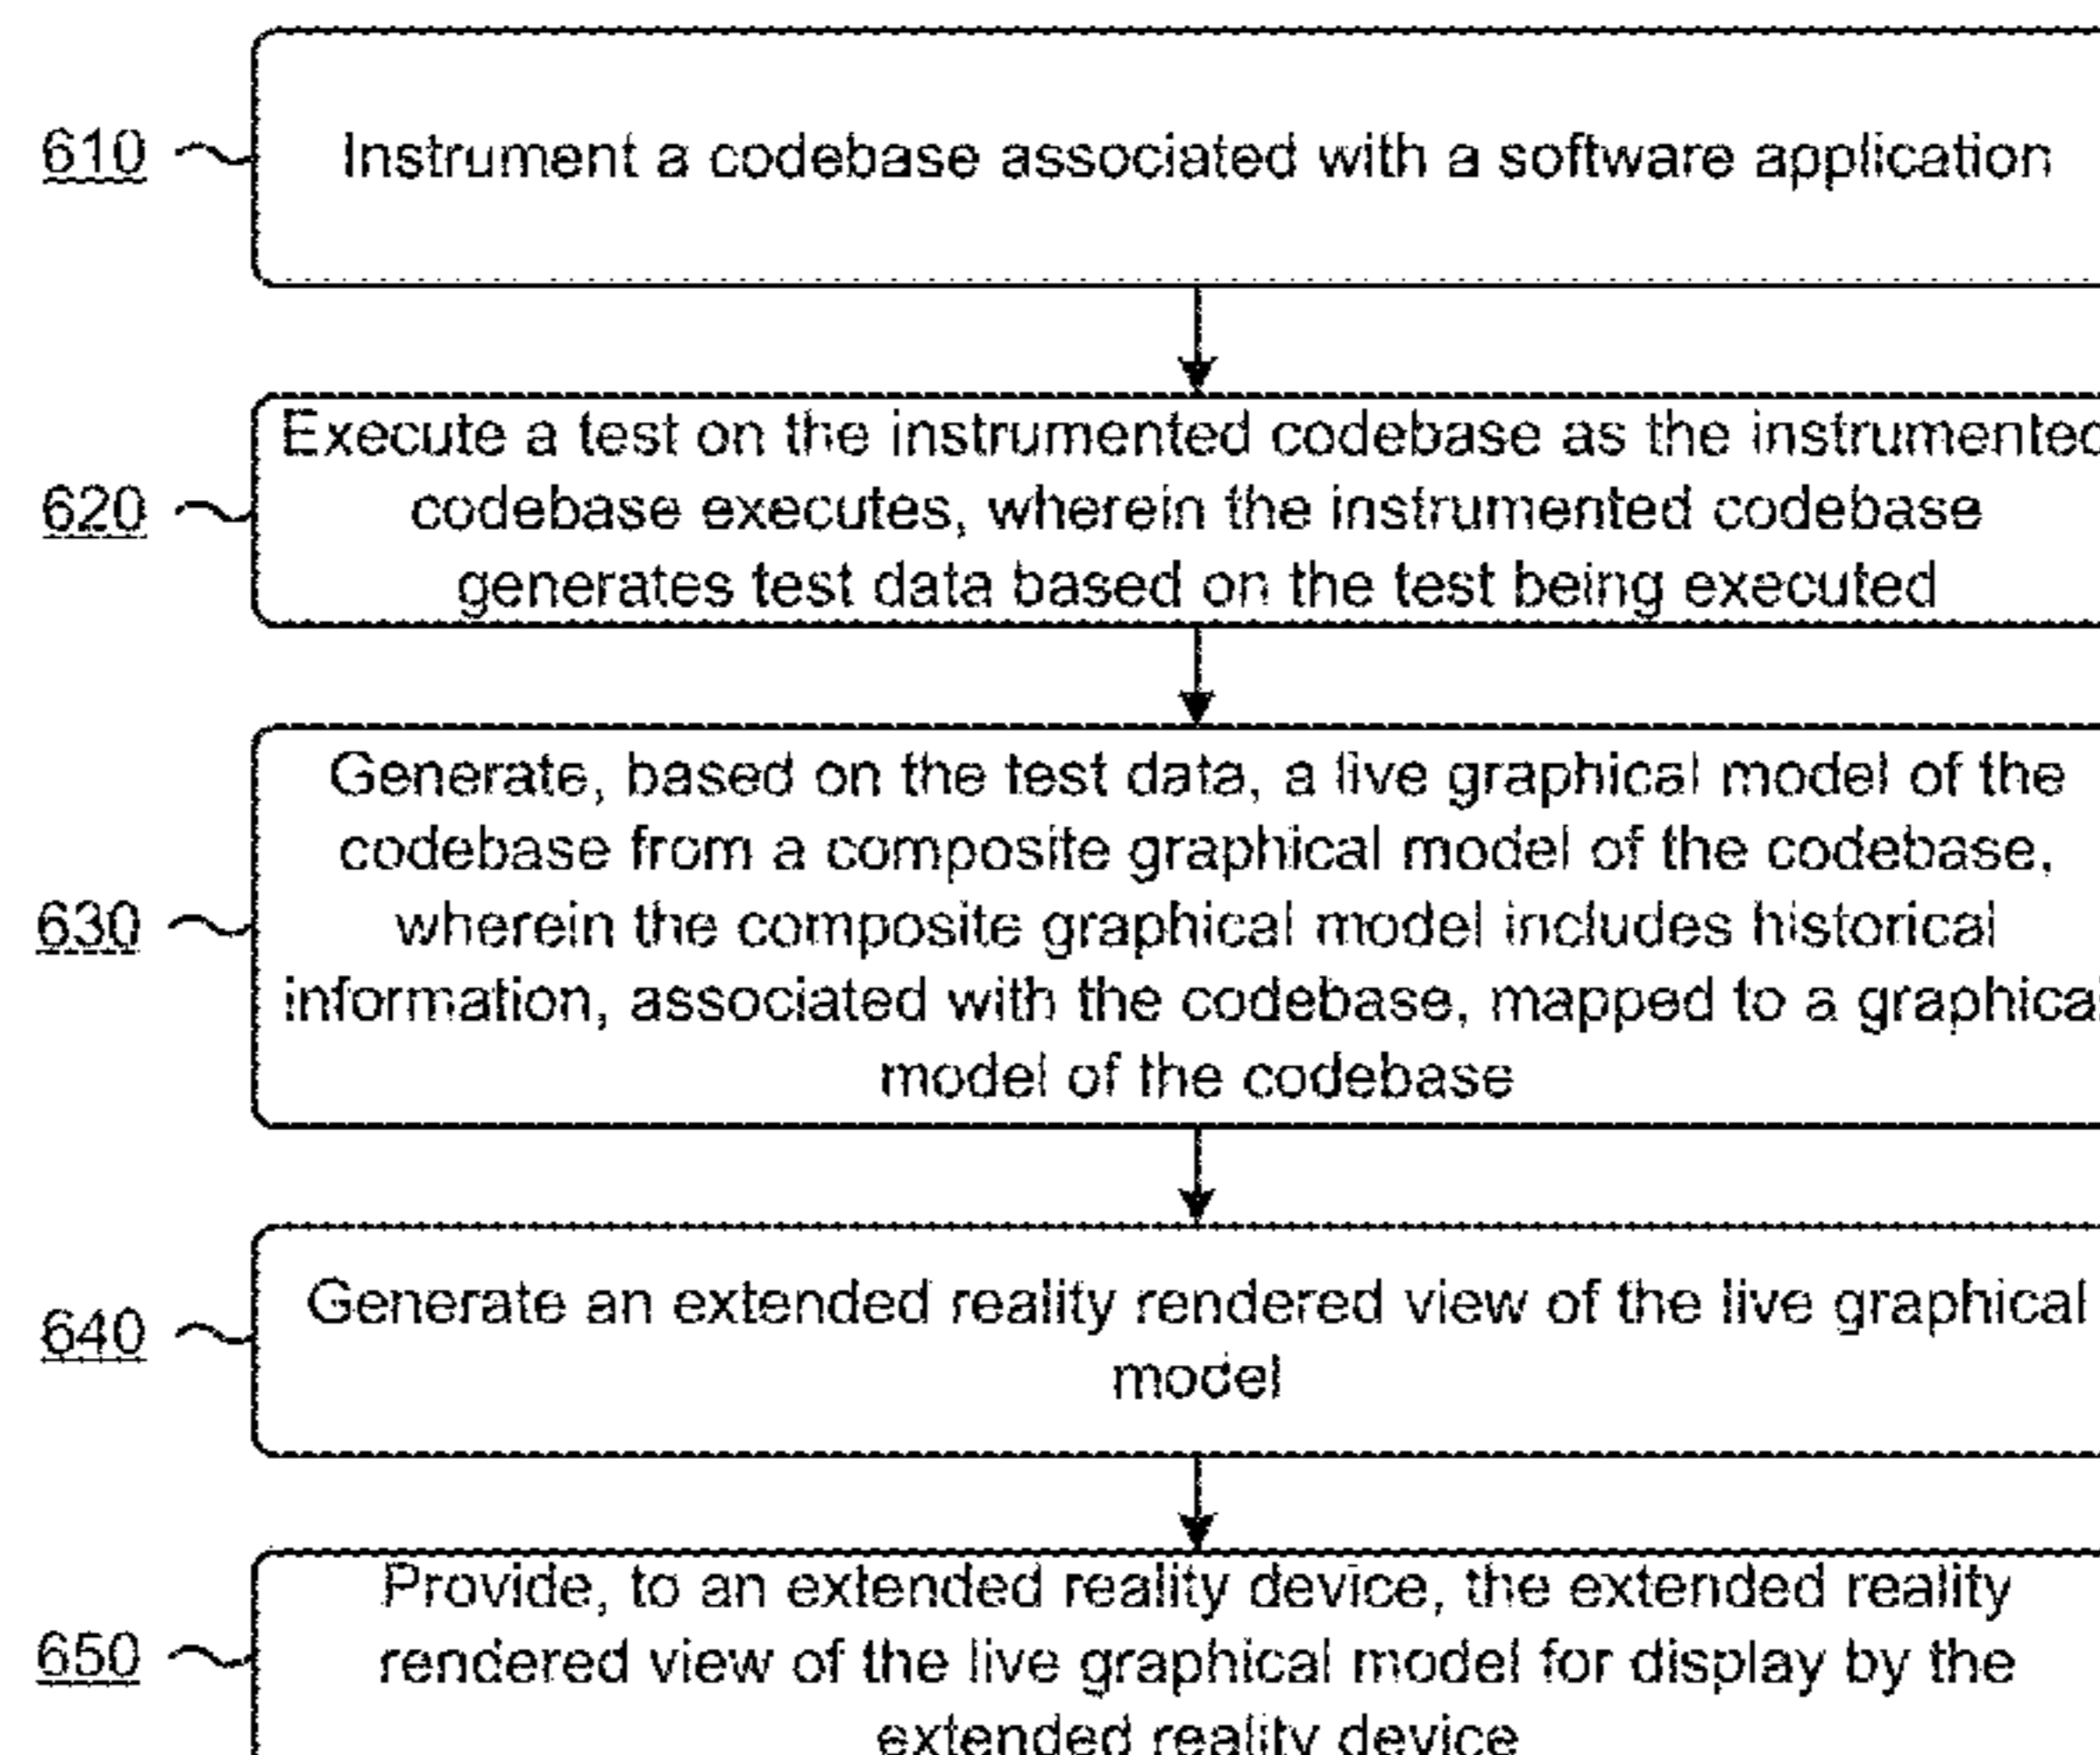 610
Instrument a codebase associated with a software application
620
Execute a test on the instrumented codebase as the instrumented
codebase executes, wherein the instrumented codebase
generates test data based on the test being executed
630
Generate, based on the test data, a live graphical model of the
codebase from a composite graphical model of the codebase,
wherein the composite graphical model includes historical
information, associated with the codebase, mapped to a graphical
model of the codebase
640
Generate an extended reality rendered view of the live graphical
model
650
Provide, to an extended reality device, the extended reality
rendered view of the live graphical model for display by the
extended reality device